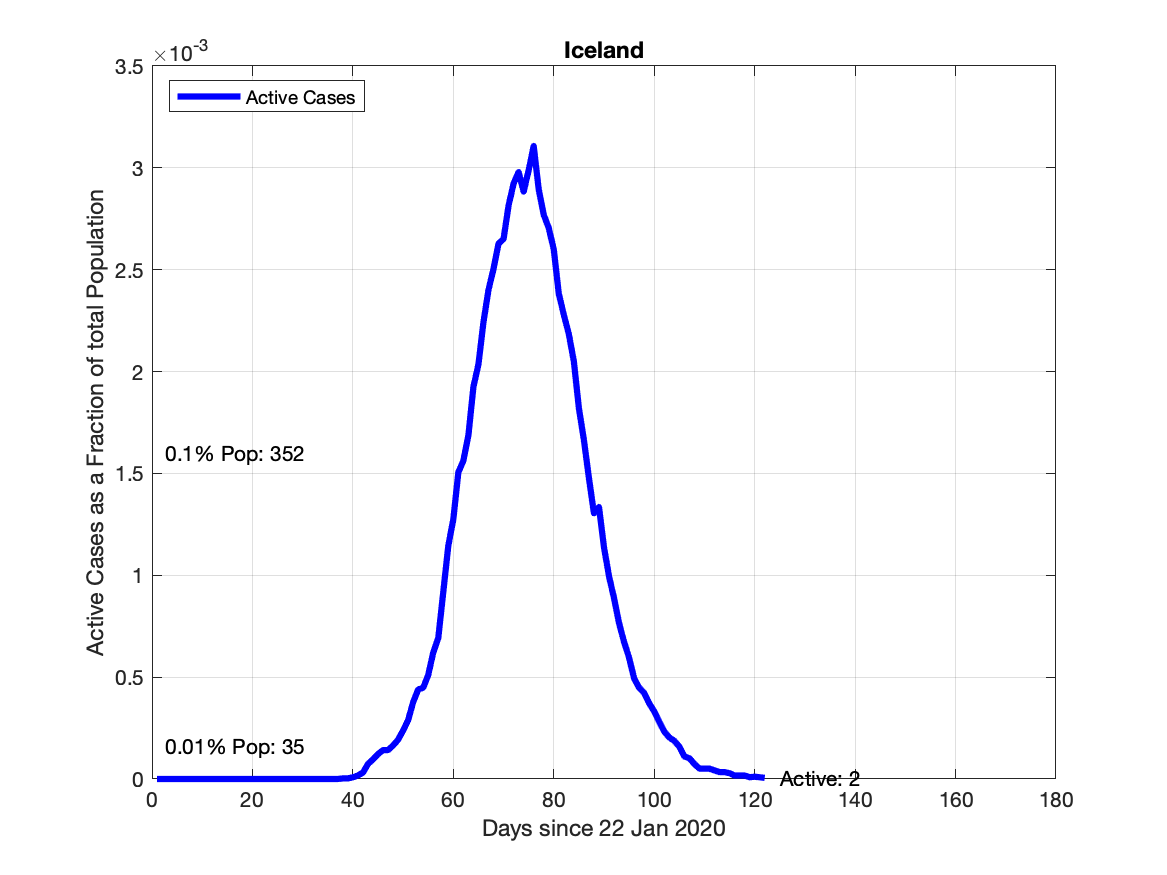 Iceland
×10-3
Active Cases
3.5
3
2.5
2
1.5
1
0.5
0
Active Cases as a Fraction of total Population
0.1% Pop: 352
0.01% Pop: 35
Active: 2
0 20 40 60 80 100 120 140 160 180
Days since 22 Jan 2020